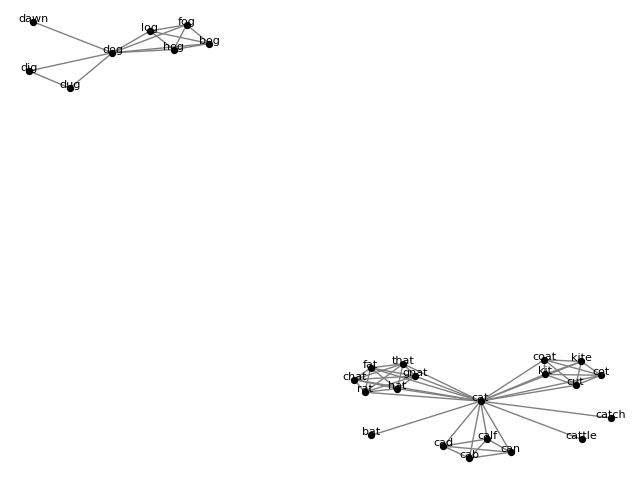 dawn
log
fog
dog
hog
bog
dig
dug
coat
kite
fat
that
chat
gnat
kit
cot
rat
hat
cut
cat
catch
bat
cad
calf
cattle
cab
can